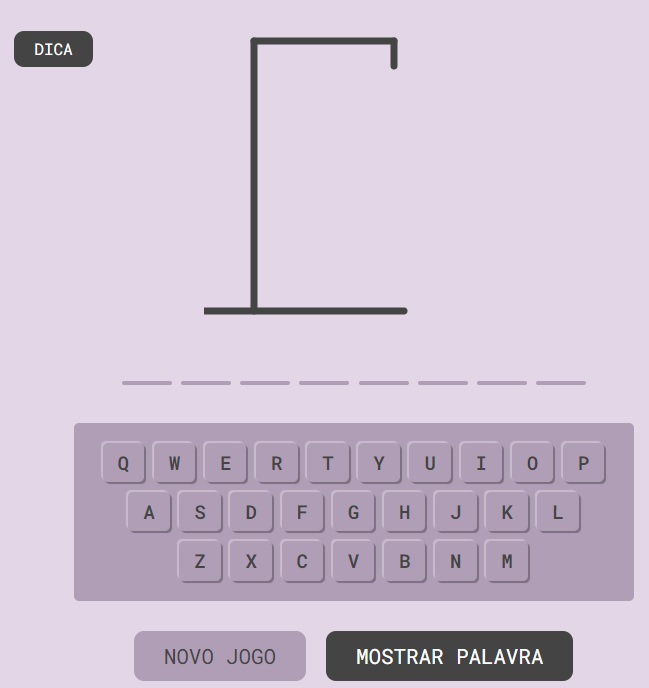 DICA
Q W E R T Y U I O P
A S D F G H J K L
Z X C V B N M
NOVO JOGO MOSTRAR PALAVRA